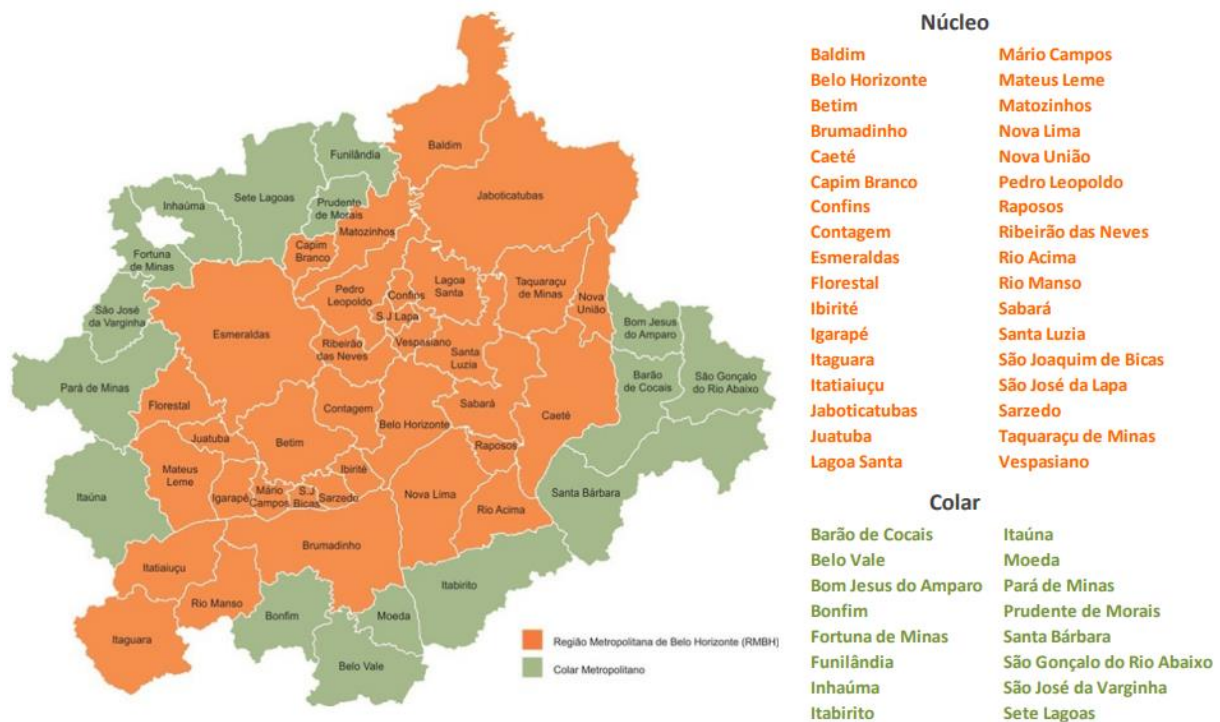 Baldim
Funilândia
Jaboticatubas
Sete Lagoas
Inhaúma
Prudente
de Morais
Matozinhos
Capim
Branco
Fortuna
de Minas
Lagoa
Santa
Taquaraçu
de Minas
Pedro
Leopoldo
Confins
Nova
União
São José
da Varginha
S.J Lapa
Esmeraldas
Bom Jesus
do Amparo
Ribeirão
das Neves
Vespasiano
Santa
Luzia
Pará de Minas
Barão
de Cocais
São Gonçalo
do Rio Abaixo
Florestal
Contagem
Sabará
Caeté
Belo Horizonte
Juatuba
Betim
Raposos
Mateus
Leme
Ibirité
Itaúna
Igarapé
Mário
Campos
S.J
Bicas
Sarzedo
Nova Lima
Santa Bárbara
Rio Acima
Brumadinho
Itatiaiuçu
Itabirito
Rio Manso
Bonfim
Moeda
Itaguara
Belo Vale
Região Metropolitana de Belo Horizonte (RMBH)
Colar Metropolitano
Núcleo
Baldim
Belo Horizonte
Betim
Brumadinho
Caeté
Capim Branco
Confins
Contagem
Esmeraldas
Florestal
Ibirité
Igarapé
Itaguara
Itatiaiuçu
Jaboticatubas
Juatuba
Lagoa Santa
Mário Campos
Mateus Leme
Matozinhos
Nova Lima
Nova União
Pedro Leopoldo
Raposos
Ribeirão das Neves
Rio Acima
Rio Manso
Sabará
Santa Luzia
São Joaquim de Bicas
São José da Lapa
Sarzedo
Taquaraçu de Minas
Vespasiano
Colar
Barão de Cocais
Belo Vale
Bom Jesus do Amparo
Bonfim
Fortuna de Minas
Funilândia
Inhaúma
Itabirito
Itaúna
Moeda
Pará de Minas
Prudente de Morais
Santa Bárbara
São Gonçalo do Rio Abaixo
São José da Varginha
Sete Lagoas